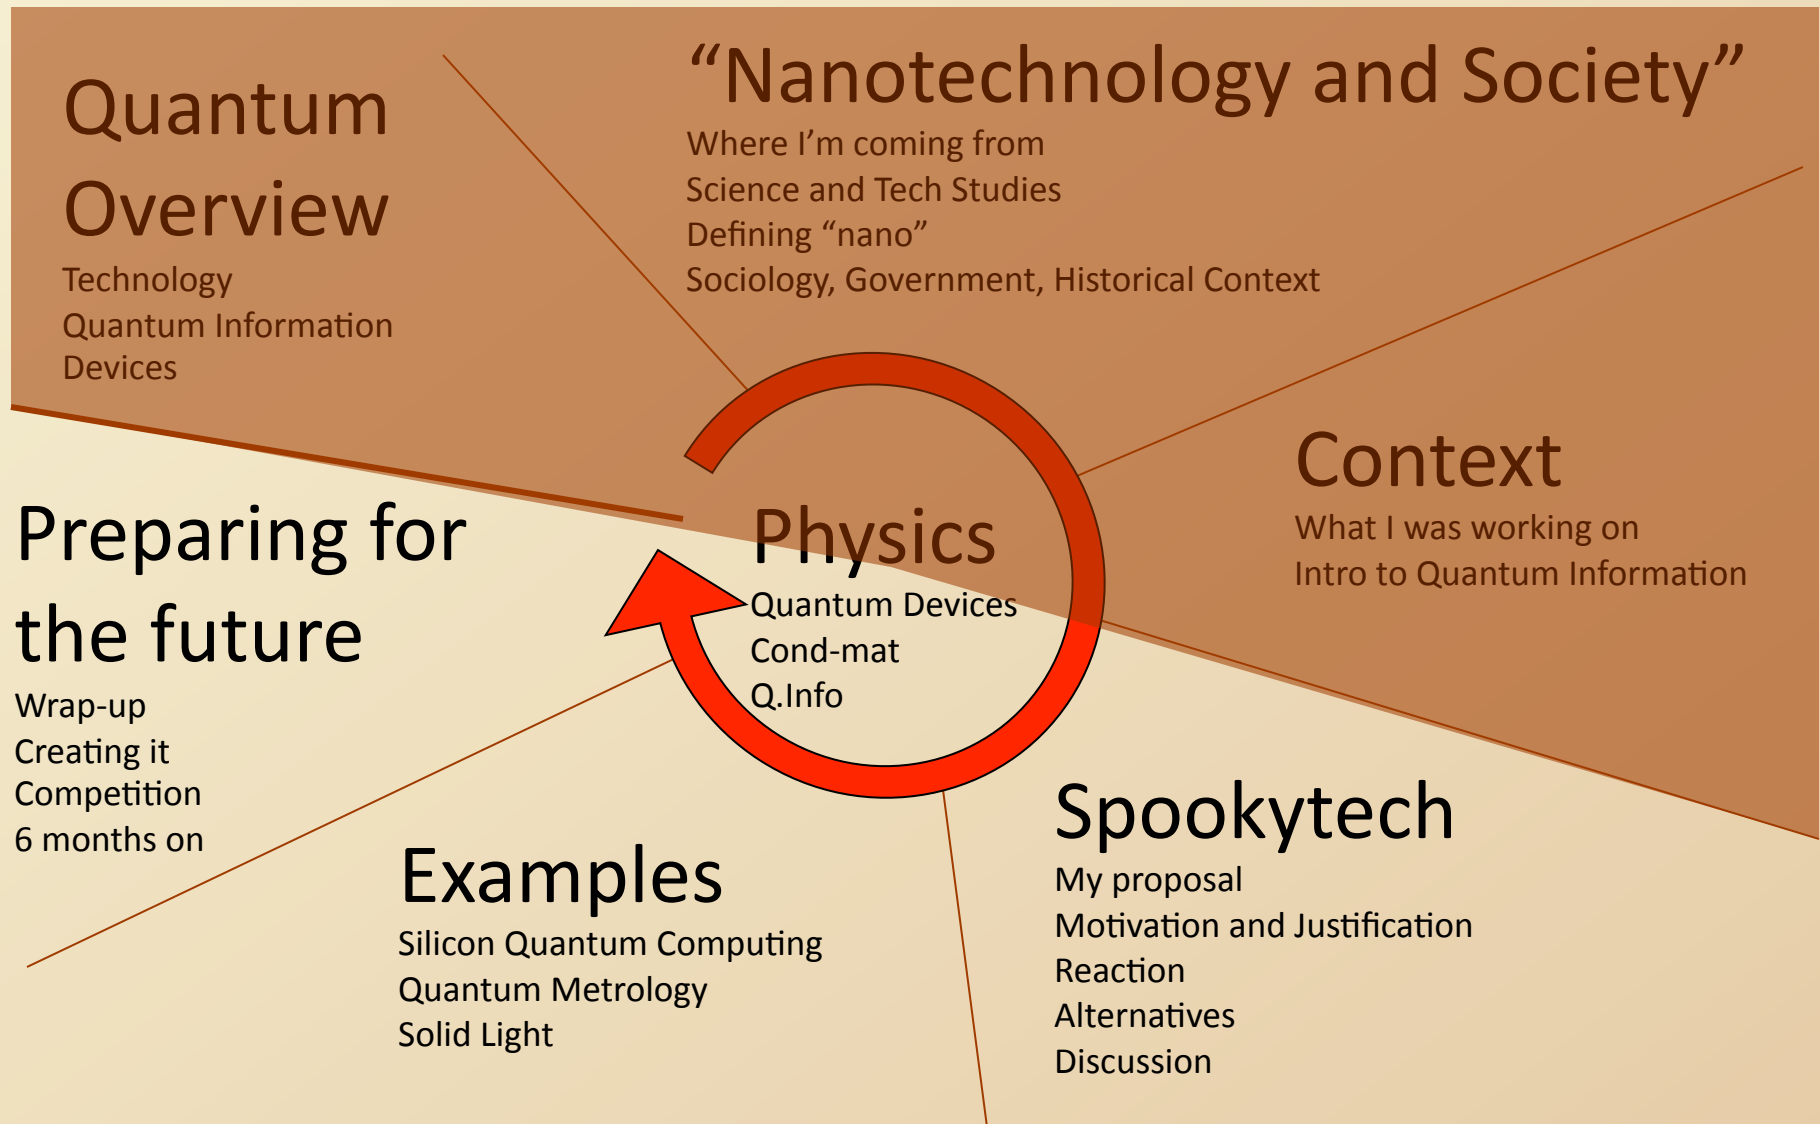 Quantum
Overview
Technology
Quantum Information
Devices
“Nanotechnology and Society”
Where I’m coming from
Science and Tech Studies
Defining “nano”
Sociology, Government, Historical Context
Context
What I was working on
Intro to Quantum Information
Physics
Quantum Devices
Cond-mat
Q.Info
Spookytech
My proposal
Motivation and Justification
Reaction
Alternatives
Discussion
Examples
Silicon Quantum Computing
Quantum Metrology
Solid Light
Preparing for
the future
Wrap-up
Creating it
Competition
6 months on